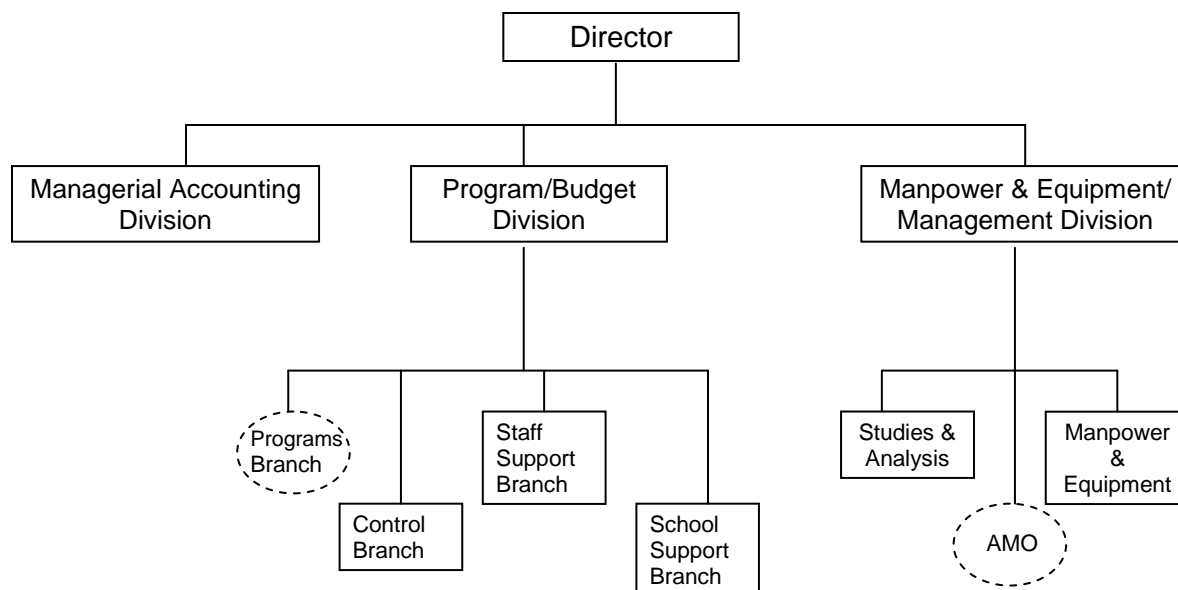 Director
Managerial Accounting
Division
Program/Budget
Division
Manpower & Equipment/
Management Division
Programs
Branch
Control
Branch
Staff
Support
Branch
School
Support
Branch
Studies &
Analysis
AMO
Manpower
&
Equipment